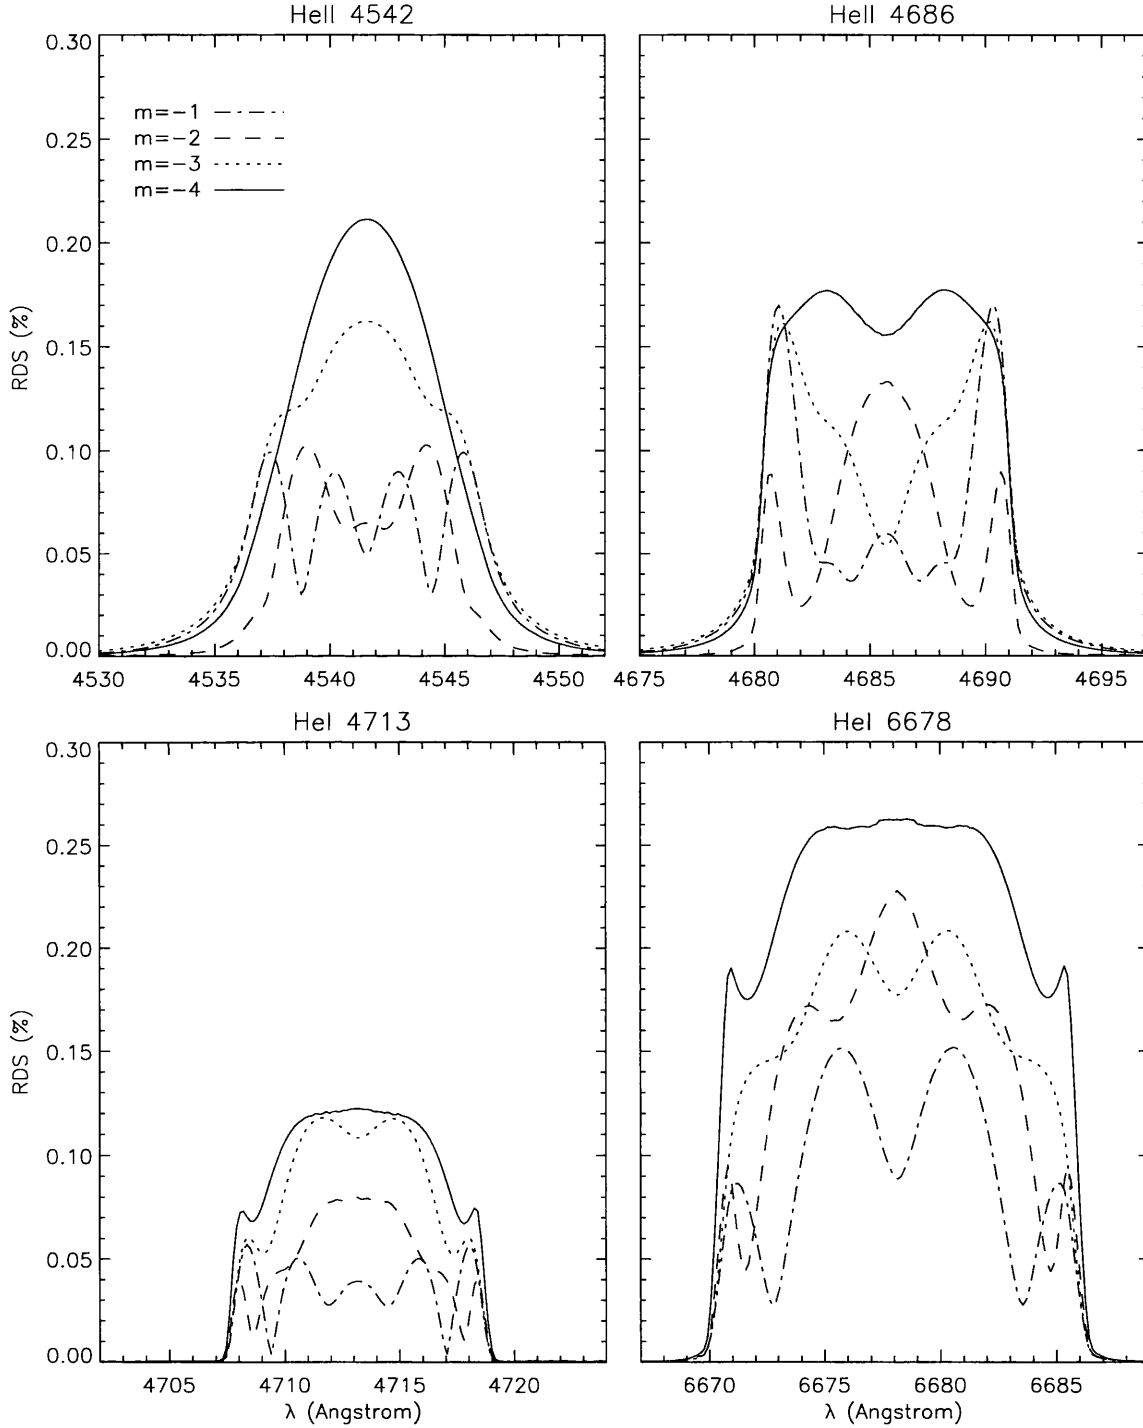 HeII 4542
HeII 4686
0.30
0.25
0.20
0.15
0.10
0.05
0.00
RDS (%)
m=-1
m=-2
m=-3
m=-4
4530 4535 4540 4545 4550
4675 4680 4685 4690 4695
HeI 4713
HeI 6678
0.30
0.25
0.20
0.15
0.10
0.05
0.00
RDS (%)
4705 4710 4715 4720
6670 6675 6680 6685
λ (Angstrom)
λ (Angstrom)